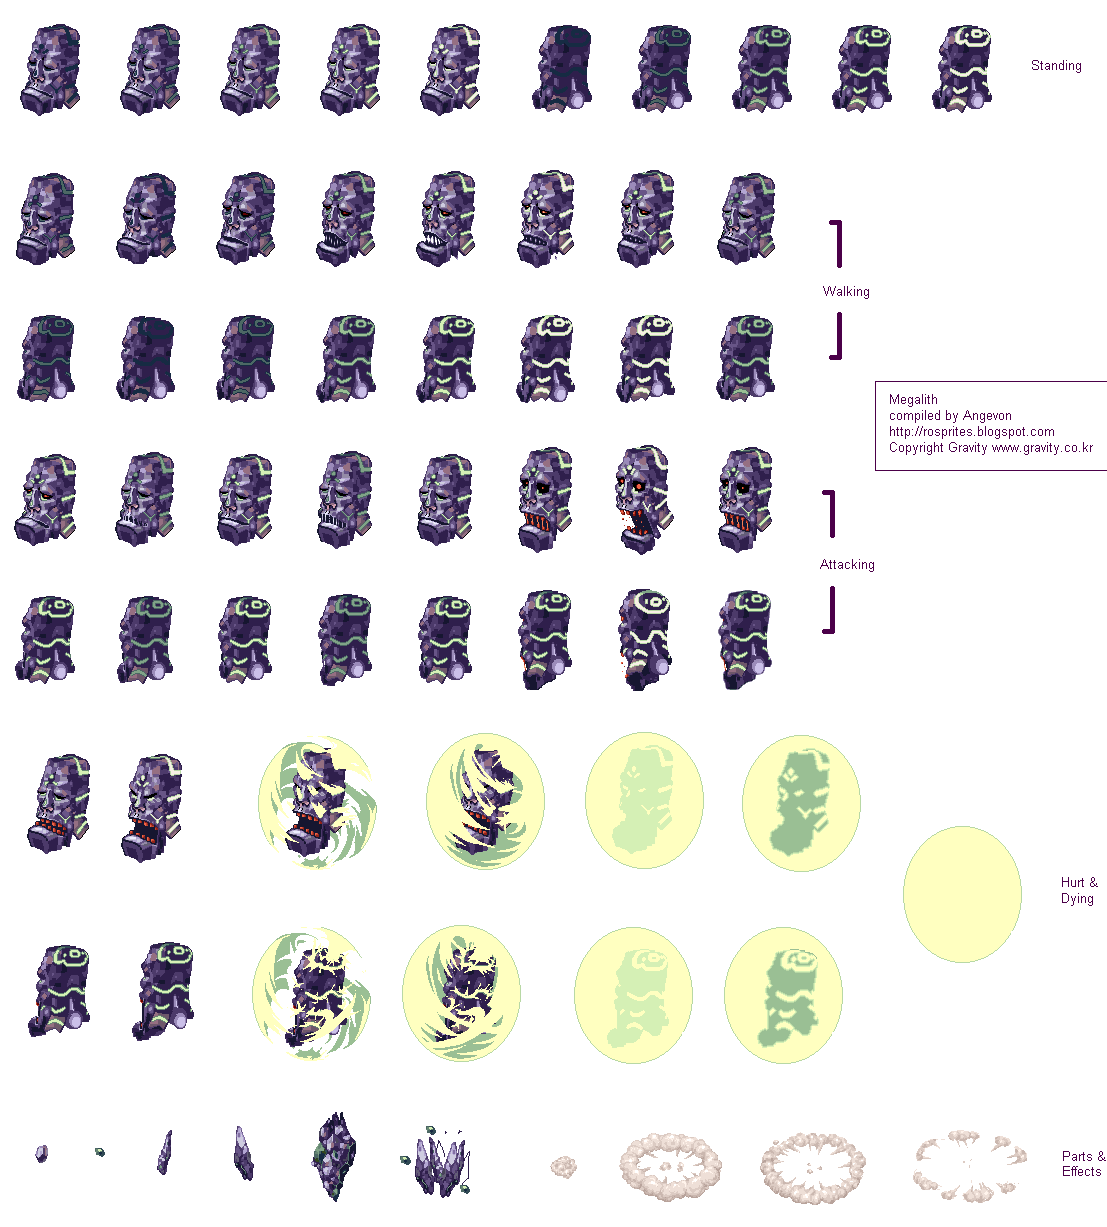 Standing
Walking
Megalith
compiled by Angevon
http://rosprites.blogspot.com
Copyright Gravity www.gravity.co.kr
Attacking
Hurt &
Dying
Parts &
Effects